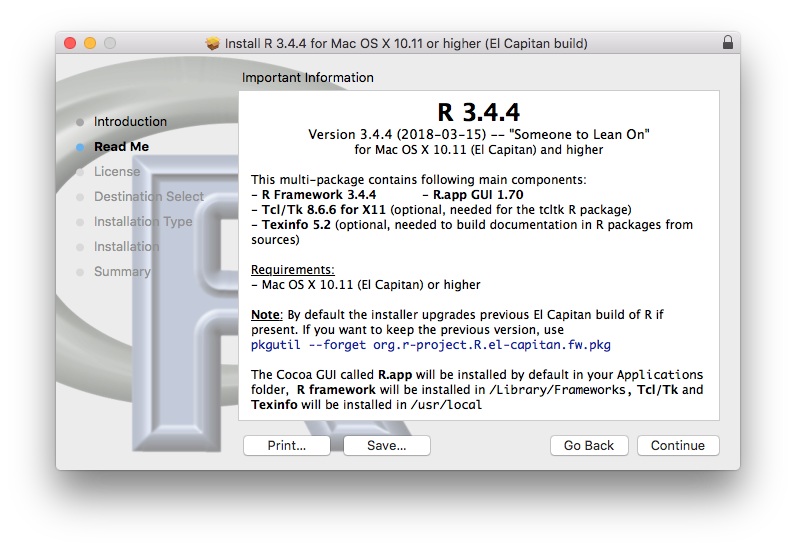 Install R 3.4.4 for Mac OS X 10.11 or higher (El Capitan build)
Important Information
Introduction
Read Me
License
Destination Select
Installation Type
Installation
Summary
R 3.4.4
Version 3.4.4 (2018-03-15) -- "Someone to Lean On"
for Mac OS X 10.11 (El Capitan) and higher
This multi-package contains following main components:
- R Framework 3.4.4 - R.app GUI 1.70
- Tcl/Tk 8.6.6 for X11 (optional, needed for the tcltk R package)
- Texinfo 5.2 (optional, needed to build documentation in R packages from
sources)
Requirements:
- Mac OS X 10.11 (El Capitan) or higher
Note: By default the installer upgrades previous El Capitan build of R if
present. If you want to keep the previous version, use
pkgutil --forget org.r-project.R.el-capitan.fw.pkg
The Cocoa GUI called R.app will be installed by default in your Applications
folder, R framework will be installed in /Library/Frameworks, Tcl/Tk and
Texinfo will be installed in /usr/local
Print...
Save...
Go Back
Continue